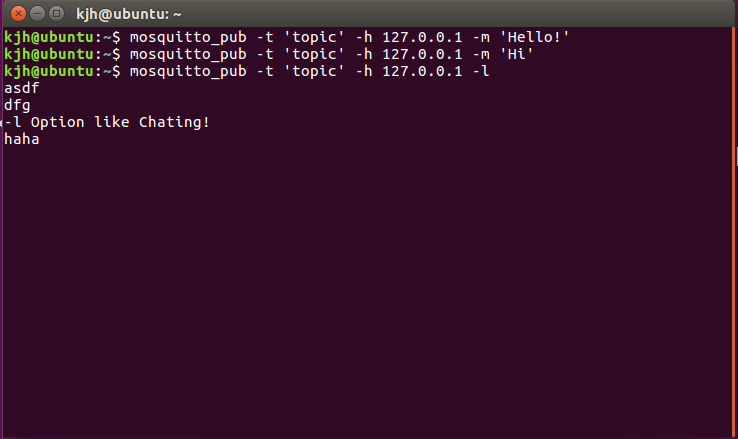 kjh@ubuntu: ~
kjh@ubuntu:~$ mosquitto_pub -t 'topic' -h 127.0.0.1 -m 'Hello!'
kjh@ubuntu:~$ mosquitto_pub -t 'topic' -h 127.0.0.1 -m 'Hi'
kjh@ubuntu:~$ mosquitto_pub -t 'topic' -h 127.0.0.1 -l
asdf
dfg
-l Option like Chating!
haha